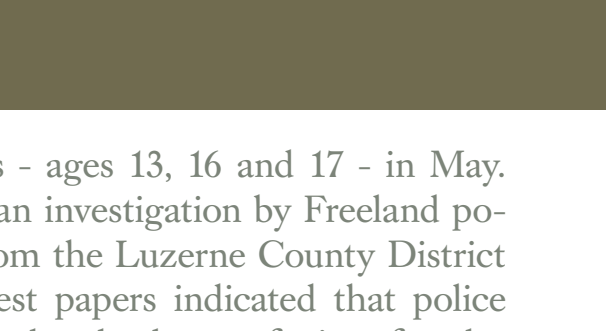 s - ages 13, 16 and 17 - in May.
an investigation by Freeland po-
om the Luzerne County District
est papers indicated that police